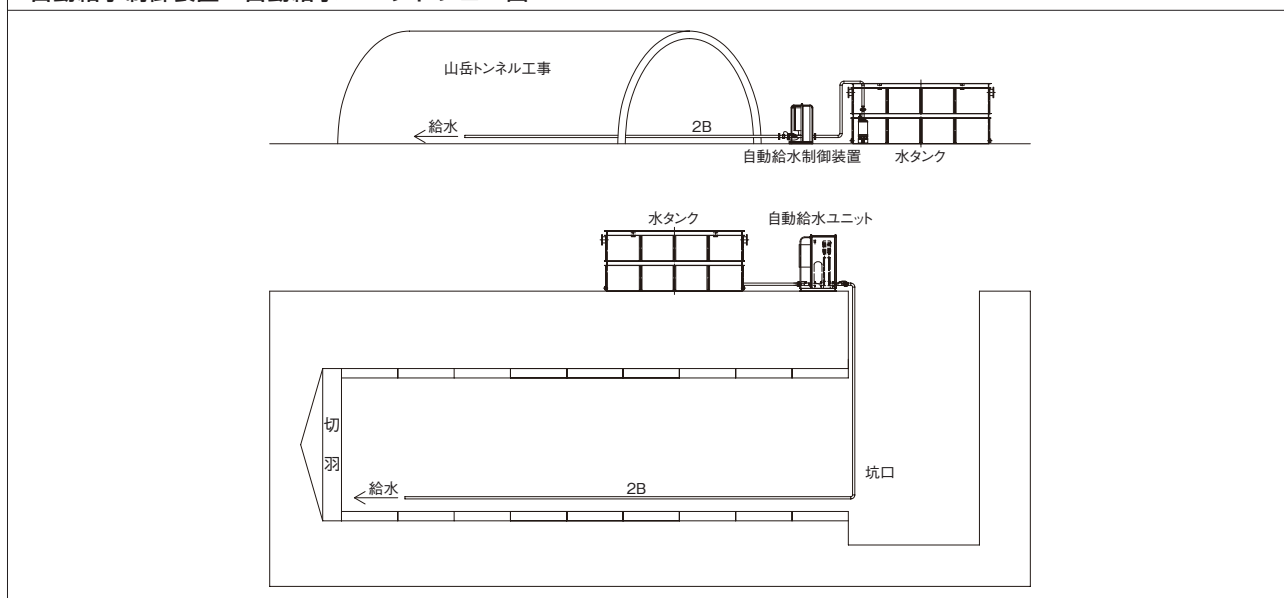 山岳トンネル工事
給水
2B
自動給水制御装置
水タンク
水タンク
自動給水ユニット
切羽
給水
2B
坑口